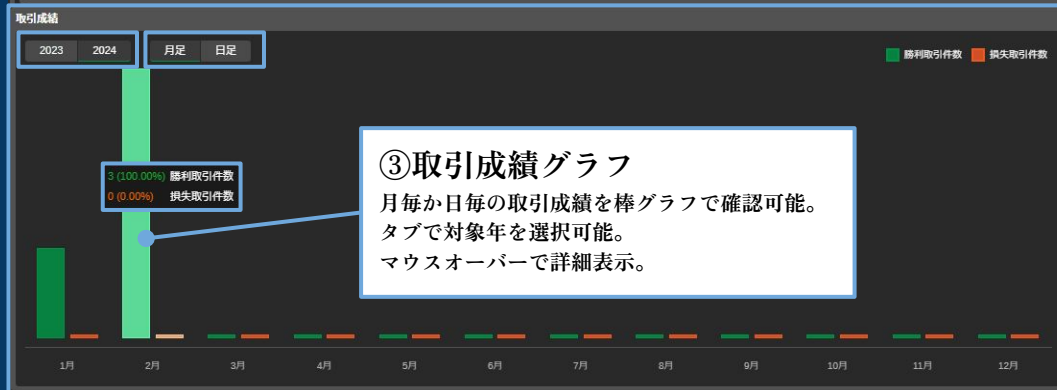 取引成績
2023 2024 月足 日足
勝利取引件数 損失取引件数
3 (100.00%) 勝利取引件数
0 (0.00%) 損失取引件数
③取引成績グラフ
月毎か日毎の取引成績を棒グラフで確認可能。
タブで対象年を選択可能。
マウスオーバーで詳細表示。
1月 2月 3月 4月 5月 6月 7月 8月 9月 10月 11月 12月